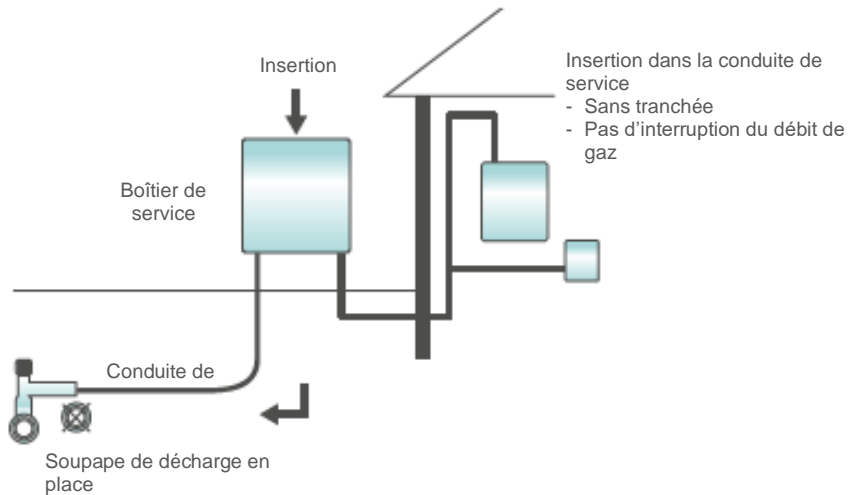 Insertion
Insertion dans la conduite de
service
- Sans tranchée
- Pas d'interruption du débit de
gaz
Boîtier de
service
Conduite de
Soupape de décharge en
place